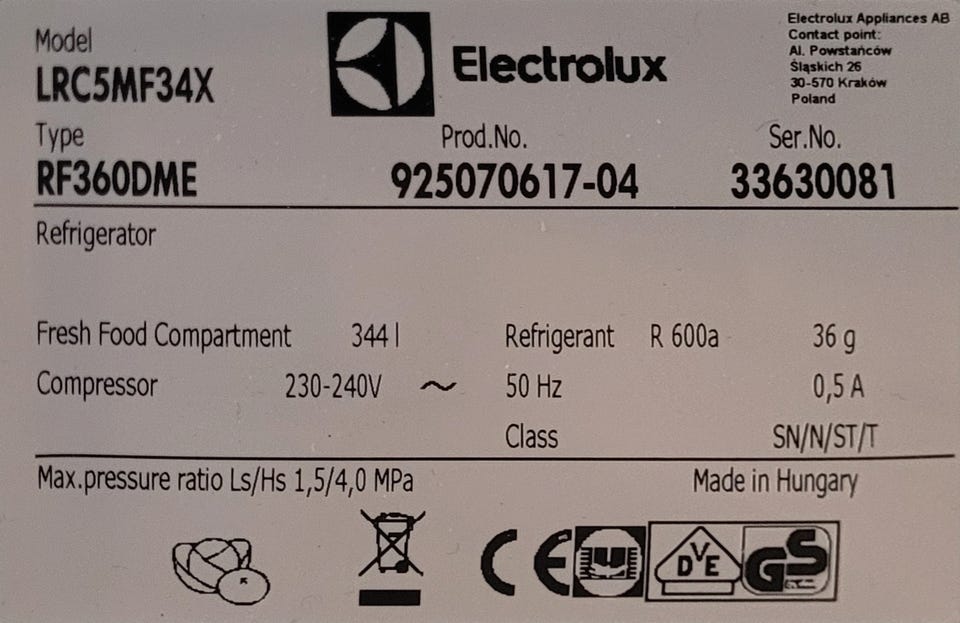 Model
LRC5MF34X
Electrolux
Electrolux Appliances AB
Contact point:
Al. Powstańców
Śląskich 26
30-570 Kraków
Poland
Type
RF360DME
Prod.No.
925070617-04
Ser.No.
33630081
Refrigerator
Fresh Food Compartment 344 l Refrigerant R 600a 36 g
Compressor 230-240V ~ 50 Hz 0,5 A
Class SN/N/ST/T
Max.pressure ratio Ls/Hs 1,5/4,0 MPa Made in Hungary
CE
DVE
GS